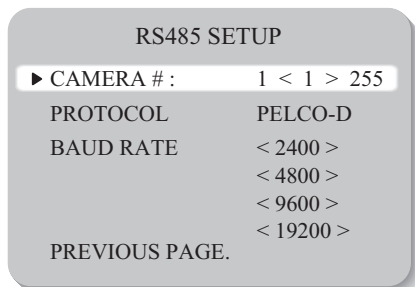 RS485 SETUP
CAMERA # : 1 < 1 > 255
PROTOCOL PELCO-D
BAUD RATE < 2400 >
< 4800 >
< 9600 >
< 19200 >
PREVIOUS PAGE.